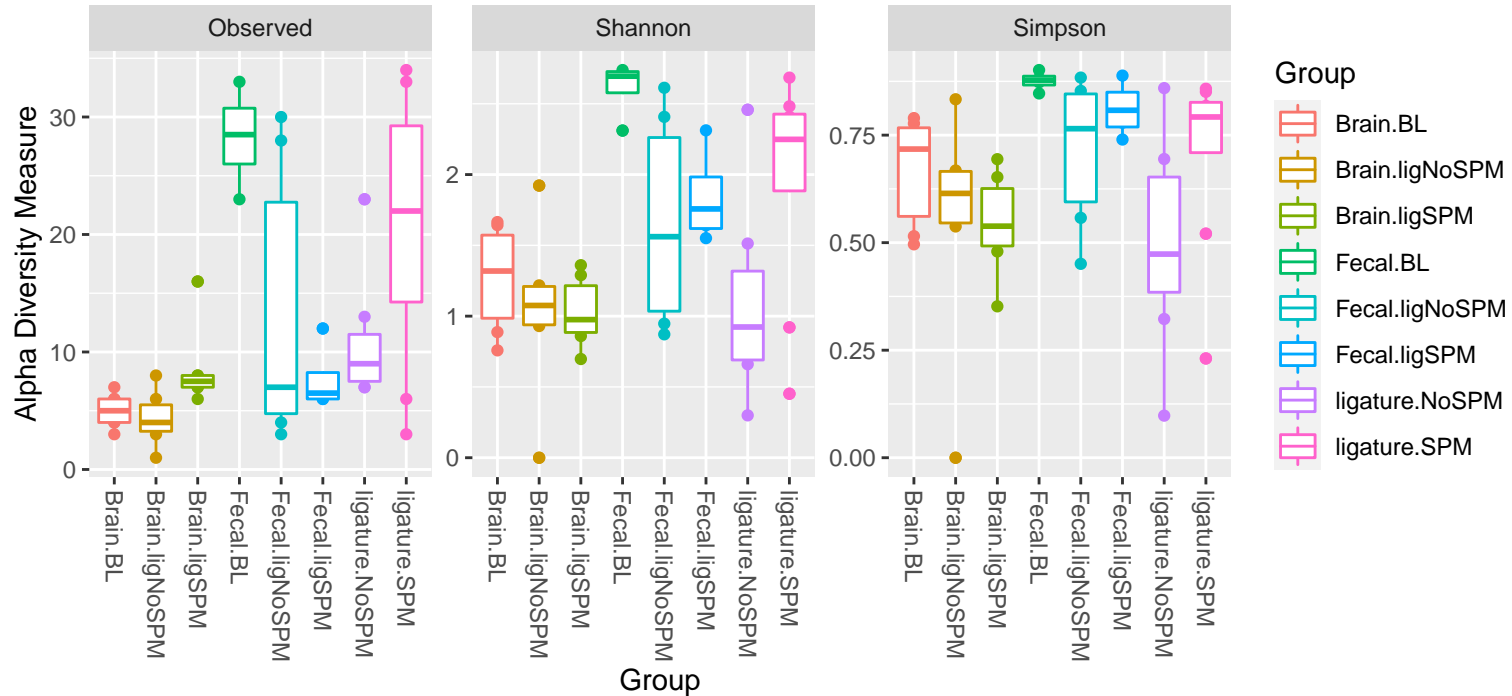 Observed
Shannon
Simpson
Alpha Diversity Measure
30
20
10
0
2
1
0
0.75
0.50
0.25
0.00
Brain.BL
Brain.ligNoSPM
Brain.ligSPM
Fecal.BL
Fecal.ligNoSPM
Fecal.ligSPM
ligature.NoSPM
ligature.SPM
Brain.BL
Brain.ligNoSPM
Brain.ligSPM
Fecal.BL
Fecal.ligNoSPM
Fecal.ligSPM
ligature.NoSPM
ligature.SPM
Brain.BL
Brain.ligNoSPM
Brain.ligSPM
Fecal.BL
Fecal.ligNoSPM
Fecal.ligSPM
ligature.NoSPM
ligature.SPM
Group
Group
Brain.BL
Brain.ligNoSPM
Brain.ligSPM
Fecal.BL
Fecal.ligNoSPM
Fecal.ligSPM
ligature.NoSPM
ligature.SPM